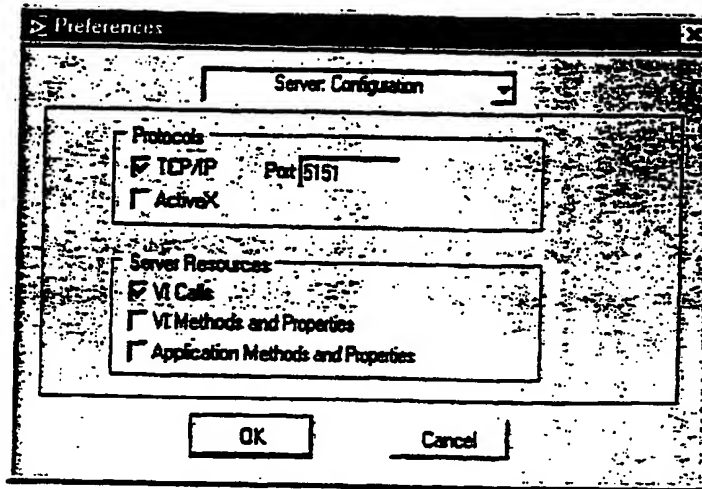 Preferences
Server: Configuration
Protocols
TCP/IP Port 5151
ActiveX
Server Resources
VI Calls
VI Methods and Properties
Application Methods and Properties
OK Cancel